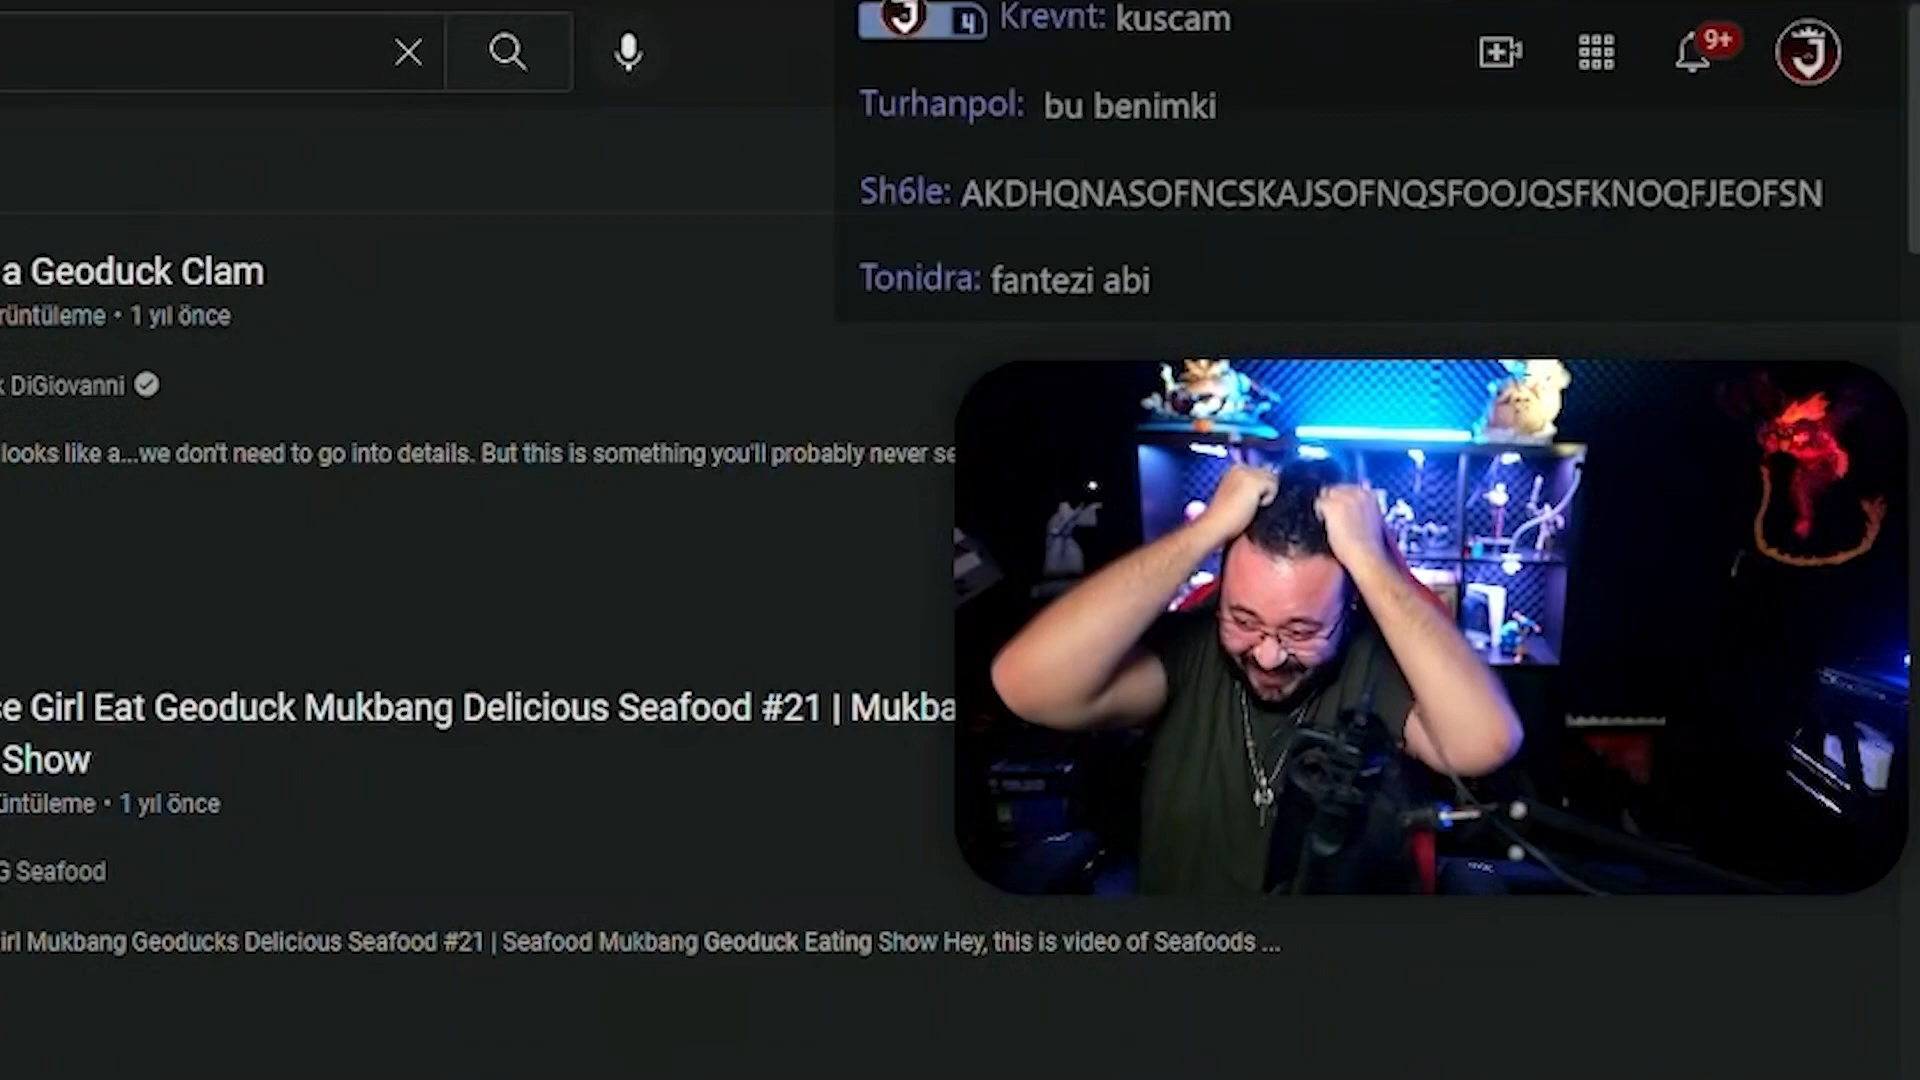 4 Krevnt: kuscam
9+
Turhanpol: bu benimki
Sh6le: AKDHQNASOFNCSKAJSOFNQSFOOJQSFKNOQFJEOFSN
Tonidra: fantezi abi
a Geoduck Clam
rüntüleme • 1 yıl önce
k DiGiovanni
looks like a...we don't need to go into details. But this is something you'll probably never se
se Girl Eat Geoduck Mukbang Delicious Seafood #21 | Mukba
Show
üntüleme • 1 yıl önce
G Seafood
irl Mukbang Geoducks Delicious Seafood #21 | Seafood Mukbang Geoduck Eating Show Hey, this is video of Seafoods ...